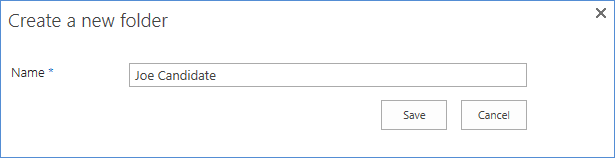 Create a new folder
Name *
Joe Candidate
Save
Cancel